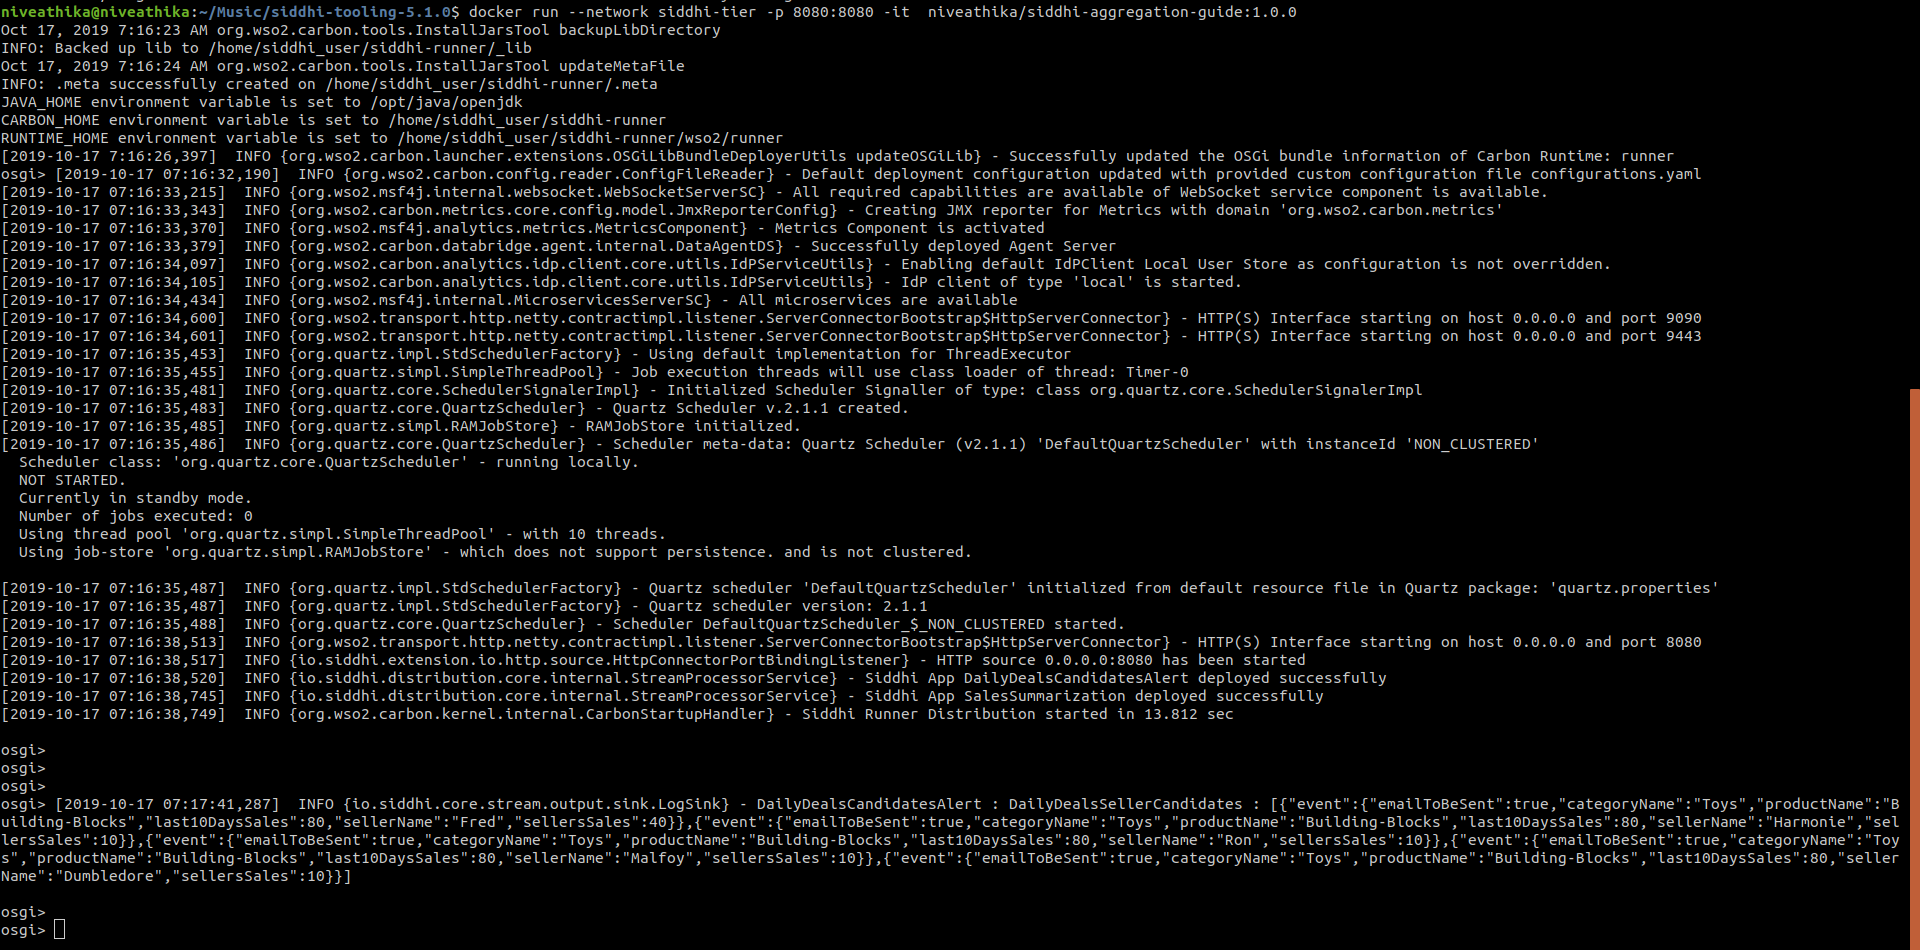 niveathika@niveathika:~/Music/siddhi-tooling-5.1.0$ docker run --network siddhi-tier -p 8080:8080 -it  niveathika/siddhi-aggregation-guide:1.0.0
Oct 17, 2019 7:16:23 AM org.wso2.carbon.tools.InstallJarsTool backupLibDirectory
INFO: Backed up lib to /home/siddhi_user/siddhi-runner/_lib
Oct 17, 2019 7:16:24 AM org.wso2.carbon.tools.InstallJarsTool updateMetaFile
INFO: .meta successfully created on /home/siddhi_user/siddhi-runner/.meta
JAVA_HOME environment variable is set to /opt/java/openjdk
CARBON_HOME environment variable is set to /home/siddhi_user/siddhi-runner
RUNTIME_HOME environment variable is set to /home/siddhi_user/siddhi-runner/wso2/runner
[2019-10-17 7:16:26,397]  INFO {org.wso2.carbon.launcher.extensions.OSGiLibBundleDeployerUtils updateOSGiLib} - Successfully updated the OSGi bundle information of Carbon Runtime: runner
osgi> [2019-10-17 07:16:32,190]  INFO {org.wso2.carbon.config.reader.ConfigFileReader} - Default deployment configuration updated with provided custom configuration file configurations.yaml
[2019-10-17 07:16:33,215]  INFO {org.wso2.msf4j.internal.websocket.WebSocketServerSC} - All required capabilities are available of WebSocket service component is available.
[2019-10-17 07:16:33,343]  INFO {org.wso2.carbon.metrics.core.config.model.JmxReporterConfig} - Creating JMX reporter for Metrics with domain 'org.wso2.carbon.metrics'
[2019-10-17 07:16:33,370]  INFO {org.wso2.msf4j.analytics.metrics.MetricsComponent} - Metrics Component is activated
[2019-10-17 07:16:33,379]  INFO {org.wso2.carbon.databridge.agent.internal.DataAgentDS} - Successfully deployed Agent Server
[2019-10-17 07:16:34,097]  INFO {org.wso2.carbon.analytics.idp.client.core.utils.IdPServiceUtils} - Enabling default IdPClient Local User Store as configuration is not overridden.
[2019-10-17 07:16:34,105]  INFO {org.wso2.carbon.analytics.idp.client.core.utils.IdPServiceUtils} - IdP client of type 'local' is started.
[2019-10-17 07:16:34,434]  INFO {org.wso2.msf4j.internal.MicroservicesServerSC} - All microservices are available
[2019-10-17 07:16:34,600]  INFO {org.wso2.transport.http.netty.contractimpl.listener.ServerConnectorBootstrap$HttpServerConnector} - HTTP(S) Interface starting on host 0.0.0.0 and port 9090
[2019-10-17 07:16:34,601]  INFO {org.wso2.transport.http.netty.contractimpl.listener.ServerConnectorBootstrap$HttpServerConnector} - HTTP(S) Interface starting on host 0.0.0.0 and port 9443
[2019-10-17 07:16:35,453]  INFO {org.quartz.impl.StdSchedulerFactory} - Using default implementation for ThreadExecutor
[2019-10-17 07:16:35,455]  INFO {org.quartz.simpl.SimpleThreadPool} - Job execution threads will use class loader of thread: Timer-0
[2019-10-17 07:16:35,481]  INFO {org.quartz.core.SchedulerSignalerImpl} - Initialized Scheduler Signaller of type: class org.quartz.core.SchedulerSignalerImpl
[2019-10-17 07:16:35,483]  INFO {org.quartz.core.QuartzScheduler} - Quartz Scheduler v.2.1.1 created.
[2019-10-17 07:16:35,485]  INFO {org.quartz.simpl.RAMJobStore} - RAMJobStore initialized.
[2019-10-17 07:16:35,486]  INFO {org.quartz.core.QuartzScheduler} - Scheduler meta-data: Quartz Scheduler (v2.1.1) 'DefaultQuartzScheduler' with instanceId 'NON_CLUSTERED'
  Scheduler class: 'org.quartz.core.QuartzScheduler' - running locally.
  NOT STARTED.
  Currently in standby mode.
  Number of jobs executed: 0
  Using thread pool 'org.quartz.simpl.SimpleThreadPool' - with 10 threads.
  Using job-store 'org.quartz.simpl.RAMJobStore' - which does not support persistence. and is not clustered.

[2019-10-17 07:16:35,487]  INFO {org.quartz.impl.StdSchedulerFactory} - Quartz scheduler 'DefaultQuartzScheduler' initialized from default resource file in Quartz package: 'quartz.properties'
[2019-10-17 07:16:35,487]  INFO {org.quartz.impl.StdSchedulerFactory} - Quartz scheduler version: 2.1.1
[2019-10-17 07:16:35,488]  INFO {org.quartz.core.QuartzScheduler} - Scheduler DefaultQuartzScheduler_$_NON_CLUSTERED started.
[2019-10-17 07:16:38,513]  INFO {org.wso2.transport.http.netty.contractimpl.listener.ServerConnectorBootstrap$HttpServerConnector} - HTTP(S) Interface starting on host 0.0.0.0 and port 8080
[2019-10-17 07:16:38,517]  INFO {io.siddhi.extension.io.http.source.HttpConnectorPortBindingListener} - HTTP source 0.0.0.0:8080 has been started
[2019-10-17 07:16:38,520]  INFO {io.siddhi.distribution.core.internal.StreamProcessorService} - Siddhi App DailyDealsCandidatesAlert deployed successfully
[2019-10-17 07:16:38,745]  INFO {io.siddhi.distribution.core.internal.StreamProcessorService} - Siddhi App SalesSummarization deployed successfully
[2019-10-17 07:16:38,749]  INFO {org.wso2.carbon.kernel.internal.CarbonStartupHandler} - Siddhi Runner Distribution started in 13.812 sec

osgi>
osgi>
osgi>
osgi> [2019-10-17 07:17:41,287]  INFO {io.siddhi.core.stream.output.sink.LogSink} - DailyDealsCandidatesAlert : DailyDealsSellerCandidates : [{"event":{"emailToBeSent":true,"categoryName":"Toys","productName":"B
uilding-Blocks","last10DaysSales":80,"sellerName":"Fred","sellersSales":40}},{"event":{"emailToBeSent":true,"categoryName":"Toys","productName":"Building-Blocks","last10DaysSales":80,"sellerName":"Harmonie","sel
lersSales":10}},{"event":{"emailToBeSent":true,"categoryName":"Toys","productName":"Building-Blocks","last10DaysSales":80,"sellerName":"Ron","sellersSales":10}},{"event":{"emailToBeSent":true,"categoryName":"Toy
s","productName":"Building-Blocks","last10DaysSales":80,"sellerName":"Malfoy","sellersSales":10}},{"event":{"emailToBeSent":true,"categoryName":"Toys","productName":"Building-Blocks","last10DaysSales":80,"seller
Name":"Dumbledore","sellersSales":10}}]

osgi>
osgi>